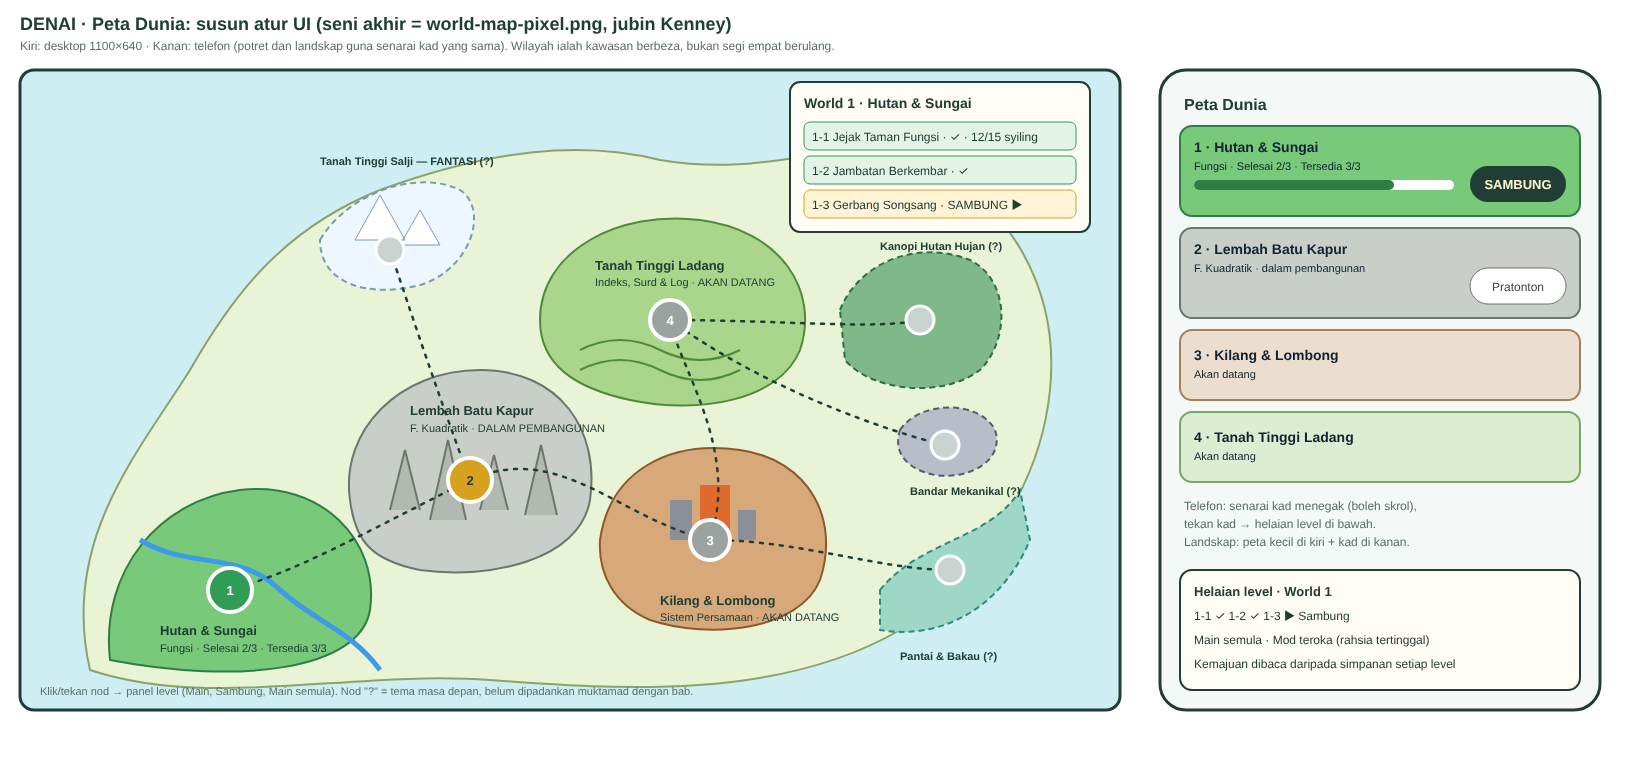 DENAI · Peta Dunia: susun atur UI (seni akhir = world-map-pixel.png, jubin Kenney)
Kiri: desktop 1100×640 · Kanan: telefon (potret dan landskap guna senarai kad yang sama). Wilayah ialah kawasan berbeza, bukan segi empat berulang.
World 1 · Hutan & Sungai
1-1 Jejak Taman Fungsi · ✓ · 12/15 syiling
1-2 Jambatan Berkembar · ✓
1-3 Gerbang Songsang · SAMBUNG ▶
Tanah Tinggi Salji — FANTASI (?)
Kanopi Hutan Hujan (?)
Tanah Tinggi Ladang
Indeks, Surd & Log · AKAN DATANG
4
Lembah Batu Kapur
F. Kuadratik · DALAM PEMBANGUNAN
2
Bandar Mekanikal (?)
3
Kilang & Lombong
Sistem Persamaan · AKAN DATANG
1
Hutan & Sungai
Fungsi · Selesai 2/3 · Tersedia 3/3
Pantai & Bakau (?)
Klik/tekan nod → panel level (Main, Sambung, Main semula). Nod "?" = tema masa depan, belum dipadankan muktamad dengan bab.
Peta Dunia
1 · Hutan & Sungai
Fungsi · Selesai 2/3 · Tersedia 3/3
SAMBUNG
2 · Lembah Batu Kapur
F. Kuadratik · dalam pembangunan
Pratonton
3 · Kilang & Lombong
Akan datang
4 · Tanah Tinggi Ladang
Akan datang
Telefon: senarai kad menegak (boleh skrol),
tekan kad → helaian level di bawah.
Landskap: peta kecil di kiri + kad di kanan.
Helaian level · World 1
1-1 ✓ 1-2 ✓ 1-3 ▶ Sambung
Main semula · Mod teroka (rahsia tertinggal)
Kemajuan dibaca daripada simpanan setiap level